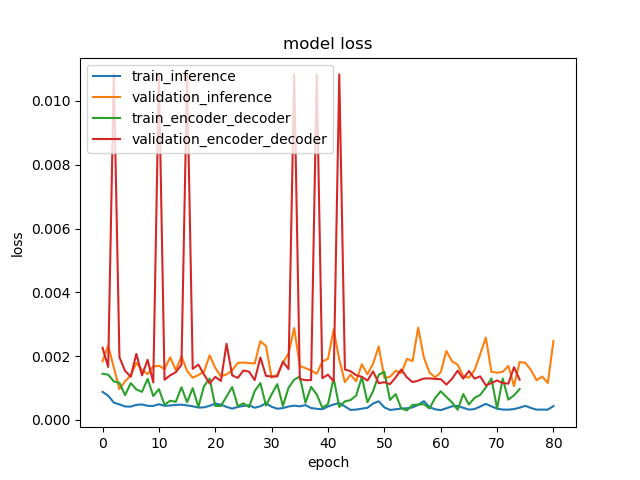 model loss
train_inference
validation_inference
train_encoder_decoder
validation_encoder_decoder
0.010
0.008
0.006
0.004
0.002
0.000
loss
0 10 20 30 40 50 60 70 80
epoch